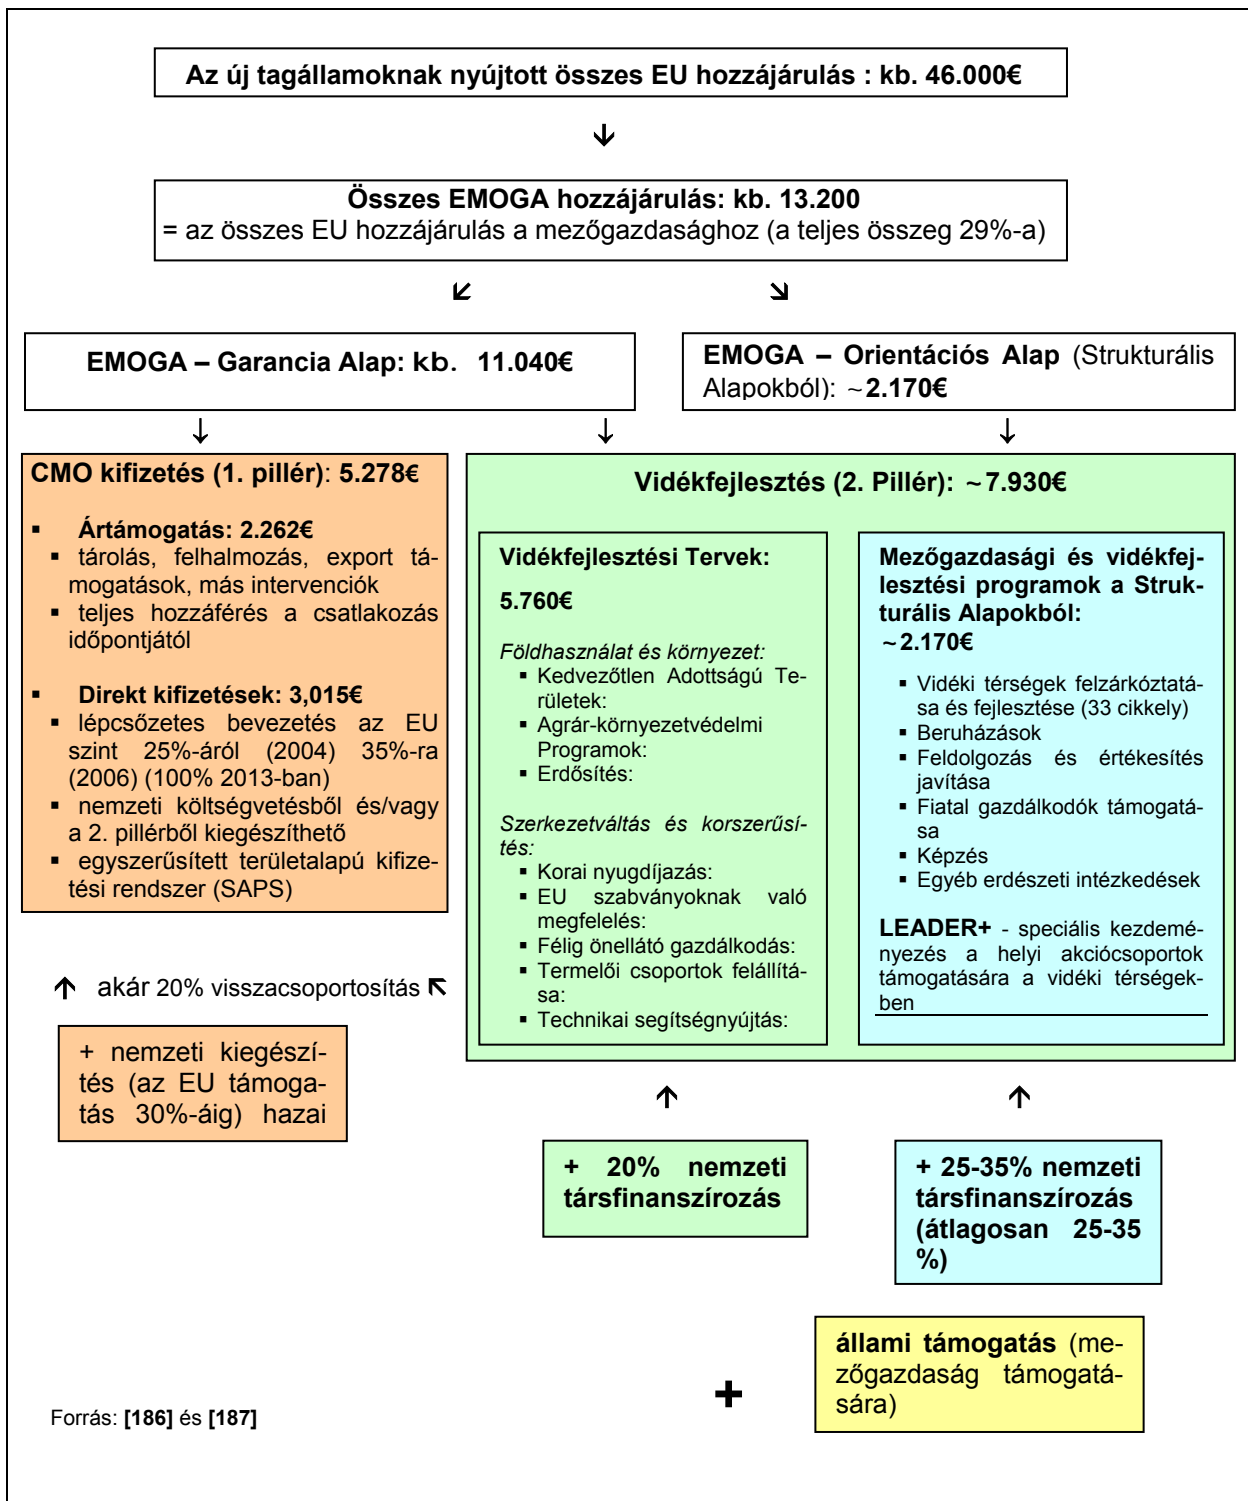 Az új tagállamoknak nyújtott összes EU hozzájárulás : kb. 46.000€
Összes EMOGA hozzájárulás: kb. 13.200
= az összes EU hozzájárulás a mezőgazdasághoz (a teljes összeg 29%-a)
EMOGA – Garancia Alap: kb. 11.040€
EMOGA – Orientációs Alap (Strukturális
Alapokból): ~2.170€
CMO kifizetés (1. pillér): 5.278€
▪ Ártámogatás: 2.262€
▪ tárolás, felhalmozás, export tá-
mogatások, más intervenciók
▪ teljes hozzáférés a csatlakozás
időpontjától
▪ Direkt kifizetések: 3,015€
▪ lépcsőzetes bevezetés az EU
szint 25%-áról (2004) 35%-ra
(2006) (100% 2013-ban)
▪ nemzeti költségvetésből és/vagy
a 2. pillérből kiegészíthető
▪ egyszerűsített területalapú kifize-
tési rendszer (SAPS)
Vidékfejlesztés (2. Pillér): ~7.930€
Vidékfejlesztési Tervek:
5.760€
Földhasználat és környezet:
▪ Kedvezőtlen Adottságú Te-
rületek:
▪ Agrár-környezetvédelmi
Programok:
▪ Erdősítés:
Szerkezetváltás és korszerűsí-
tés:
▪ Korai nyugdíjazás:
▪ EU szabványoknak való
megfelelés:
▪ Félig önellátó gazdálkodás:
▪ Termelői csoportok felállítá-
sa:
▪ Technikai segítségnyújtás:
Mezőgazdasági és vidékfej-
lesztési programok a Struk-
turális Alapokból:
~2.170€
▪ Vidéki térségek felzárkóztatá-
sa és fejlesztése (33 cikkely)
▪ Beruházások
▪ Feldolgozás és értékesítés
javítása
▪ Fiatal gazdálkodók támogatá-
sa
▪ Képzés
▪ Egyéb erdészeti intézkedések
LEADER+ - speciális kezdemé-
nyezés a helyi akciócsoportok
támogatására a vidéki térségek-
ben
akár 20% visszacsoportosítás
+ nemzeti kiegészí-
tés (az EU támoga-
tás 30%-áig) hazai
+ 20% nemzeti
társfinanszírozás
+ 25-35% nemzeti
társfinanszírozás
(átlagosan 25-35
%)
állami támogatás (me-
zőgazdaság támogatá-
sára)
+
Forrás: [186] és [187]